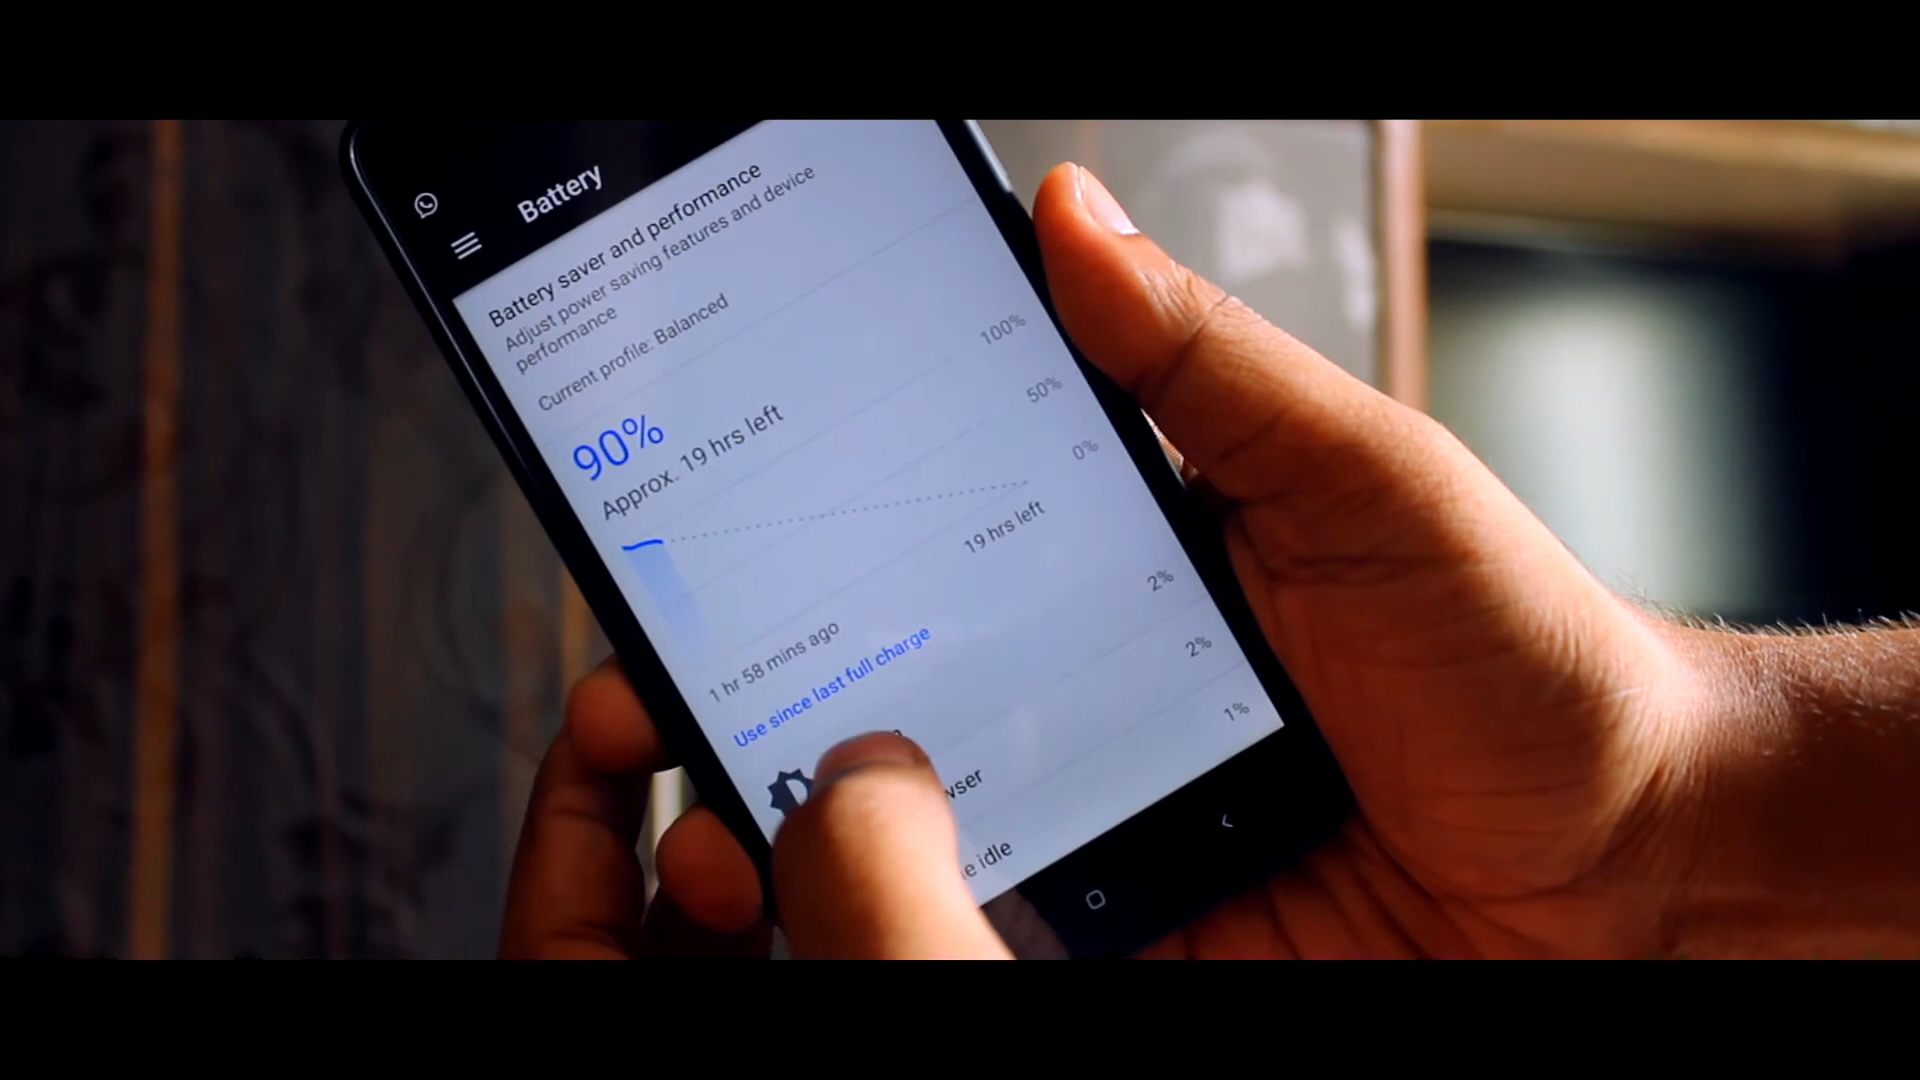 Battery
Battery saver and performance
Adjust power saving features and device
performance
Current profile: Balanced
90%
Approx. 19 hrs left
100%
50%
0%
1 hr 58 mins ago
19 hrs left
Use since last full charge
2%
2%
1%
idle